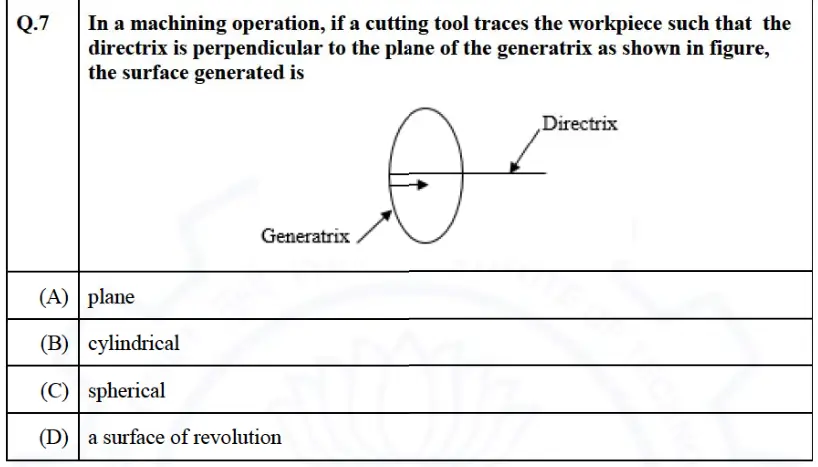 Q.7 In a machining operation, if a cutting tool traces the workpiece such that the
directrix is perpendicular to the plane of the generatrix as shown in figure,
the surface generated is
Directrix
Generatrix
(A) plane
(B) cylindrical
(C) spherical
(D) a surface of revolution